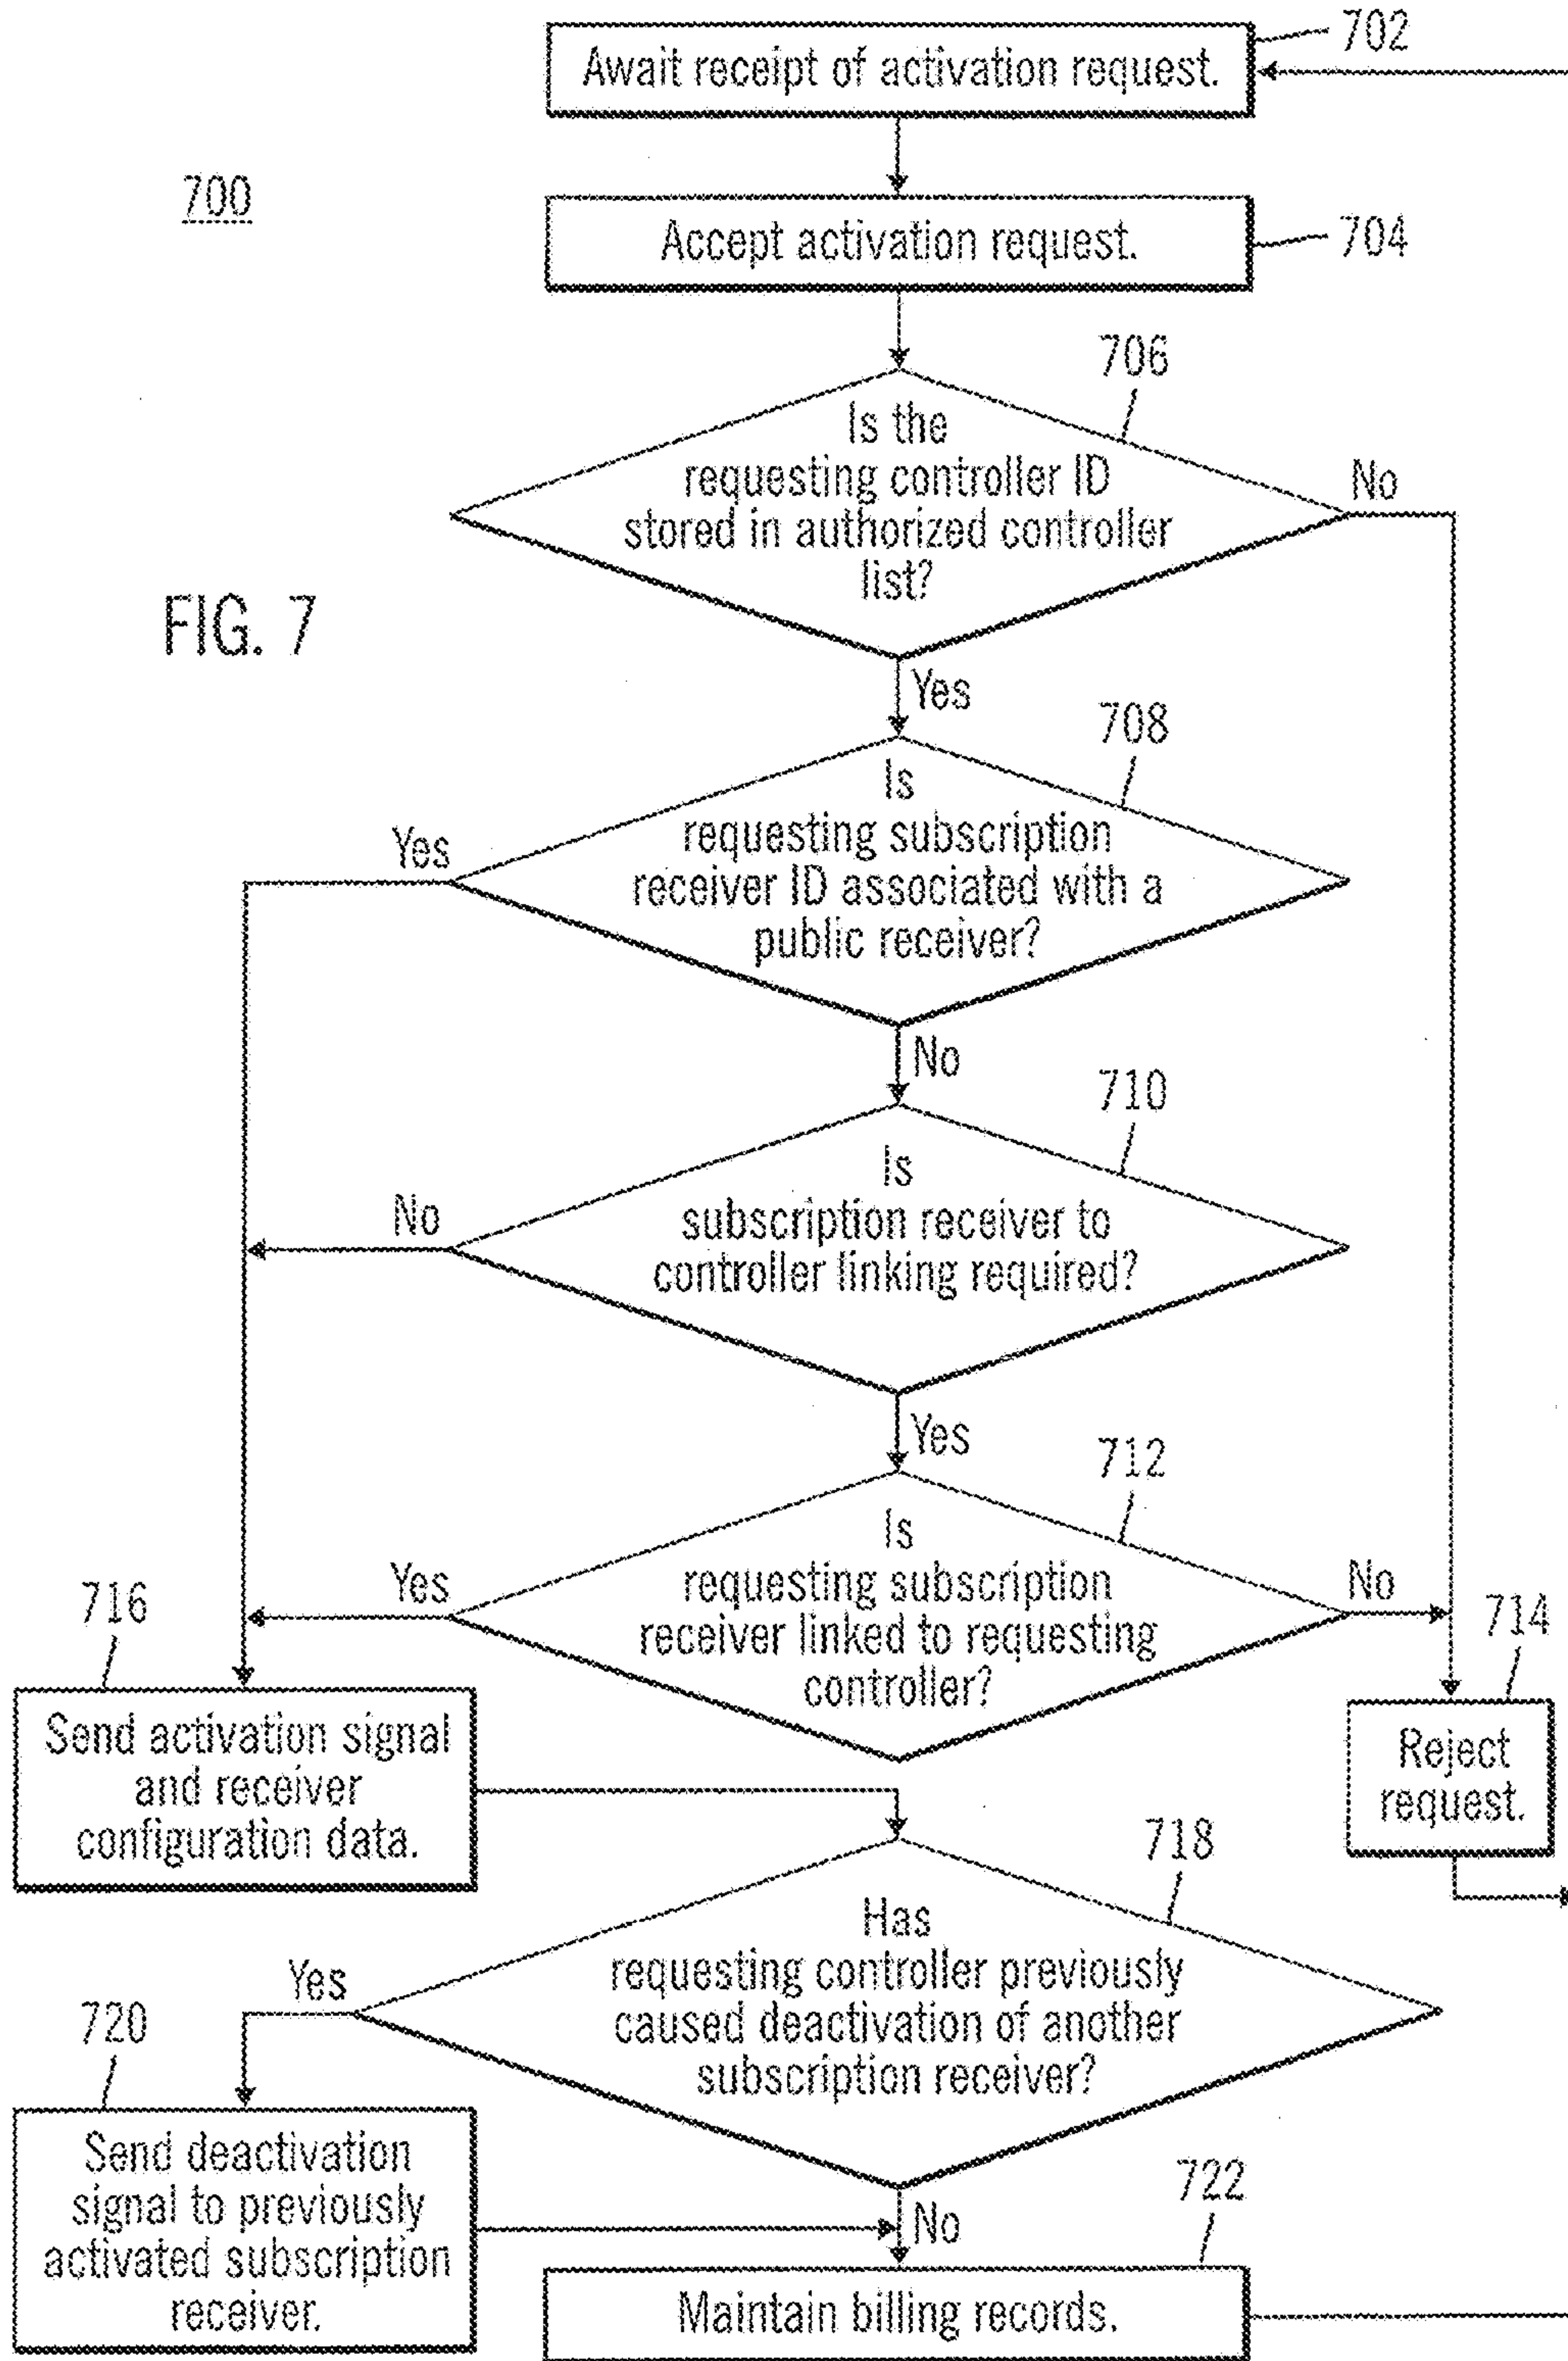 702
Await receipt of activation request.
700
Accept activation request.
704
706
Is the
requesting controller ID
stored in authorized controller
list?
No
FIG. 7
Yes
708
Is
requesting subscription
receiver ID associated with a
public receiver?
Yes
No
710
Is
subscription receiver to
controller linking required?
No
Yes
712
Is
requesting subscription
receiver linked to requesting
controller?
Yes
No
716
714
Send activation signal
and receiver
configuration data.
Reject
request.
718
Has
requesting controller previously
caused deactivation of another
subscription receiver?
Yes
720
Send deactivation
signal to previously
activated subscription
receiver.
No
722
Maintain billing records.